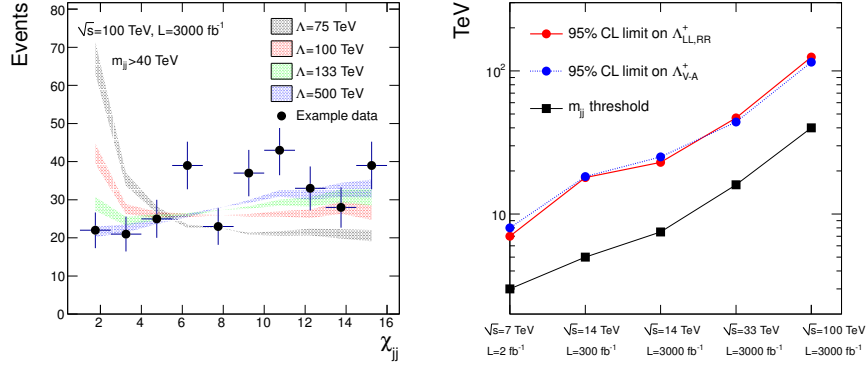 Events
90
80
70
60
50
40
30
20
10
0
√s=100 TeV, L=3000 fb⁻¹
m_jj>40 TeV
Λ=75 TeV
Λ=100 TeV
Λ=133 TeV
Λ=500 TeV
Example data
2 4 6 8 10 12 14 16
χ_jj
TeV
10²
10
95% CL limit on Λ⁺_LL,RR
95% CL limit on Λ⁺_V-A
m_jj threshold
√s=7 TeV √s=14 TeV √s=14 TeV √s=33 TeV √s=100 TeV
L=2 fb⁻¹ L=300 fb⁻¹ L=3000 fb⁻¹ L=3000 fb⁻¹ L=3000 fb⁻¹